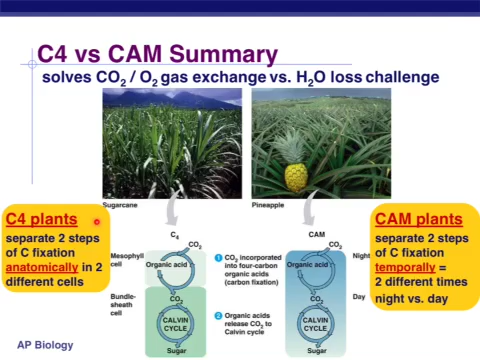 C4 vs CAM Summary
solves CO2 / O2 gas exchange vs. H2O loss challenge
Sugarcane
Pineapple
C4 plants
separate 2 steps
of C fixation
anatomically in 2
different cells
C4
CO2
Mesophyll
cell
Organic acid
Bundle-
sheath
cell
CO2
CALVIN
CYCLE
Sugar
1 CO2 incorporated
into four-carbon
organic acids
(carbon fixation)
2 Organic acids
release CO2 to
Calvin cycle
CAM
CO2
Organic acid
Night
CO2
Day
CALVIN
CYCLE
Sugar
CAM plants
separate 2 steps
of C fixation
temporally =
2 different times
night vs. day
AP Biology